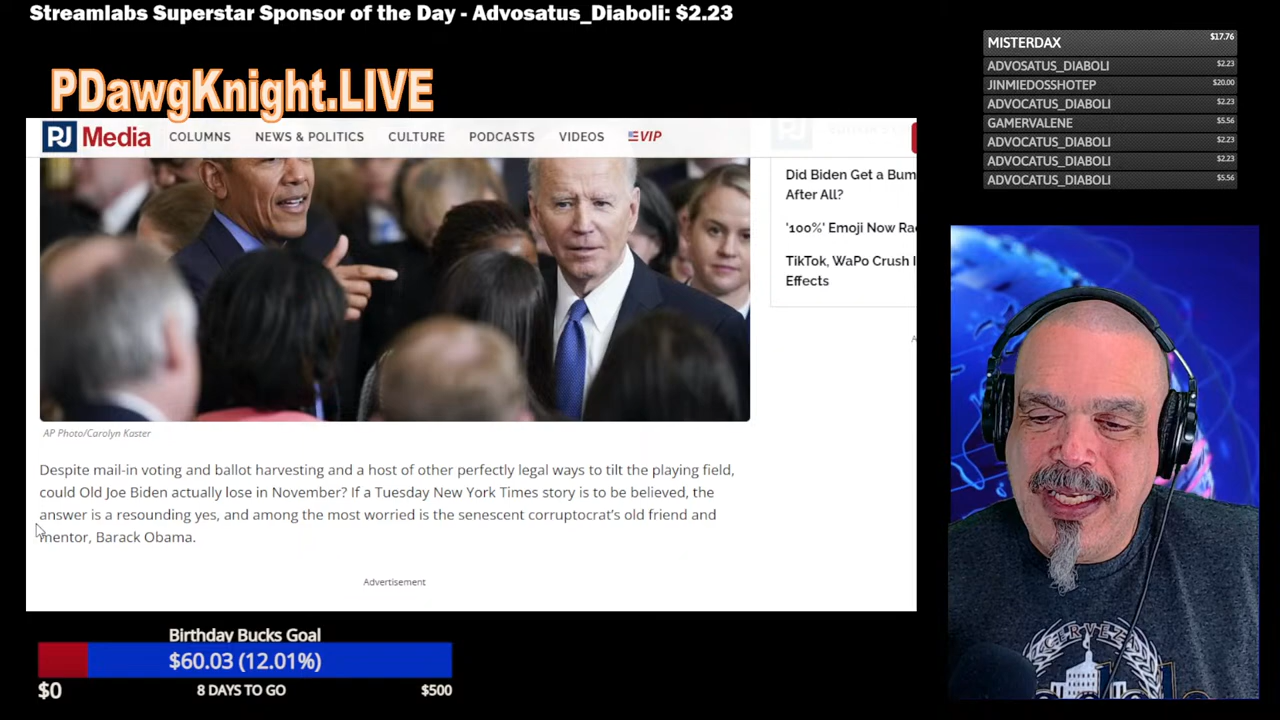 Streamlabs Superstar Sponsor of the Day - Advosatus_Diaboli: $2.23
PDawgKnight.LIVE
PJ Media COLUMNS NEWS & POLITICS CULTURE PODCASTS VIDEOS VIP
MISTERDAX $17.76
ADVOSATUS_DIABOLI $2.23
JINMIEDOSSHOTEP $20.00
ADVOCATUS_DIABOLI $2.23
GAMERVALENE $5.56
ADVOCATUS_DIABOLI $2.23
ADVOCATUS_DIABOLI $2.23
ADVOCATUS_DIABOLI $5.56
Did Biden Get a Bum
After All?
'100%' Emoji Now Ra
TikTok, WaPo Crush
Effects
AP Photo/Carolyn Kaster
Despite mail-in voting and ballot harvesting and a host of other perfectly legal ways to tilt the playing field,
could Old Joe Biden actually lose in November? If a Tuesday New York Times story is to be believed, the
answer is a resounding yes, and among the most worried is the senescent corruptocrat's old friend and
mentor, Barack Obama.
Advertisement
Birthday Bucks Goal
$60.03 (12.01%)
$0 8 DAYS TO GO $500
CERVEZ